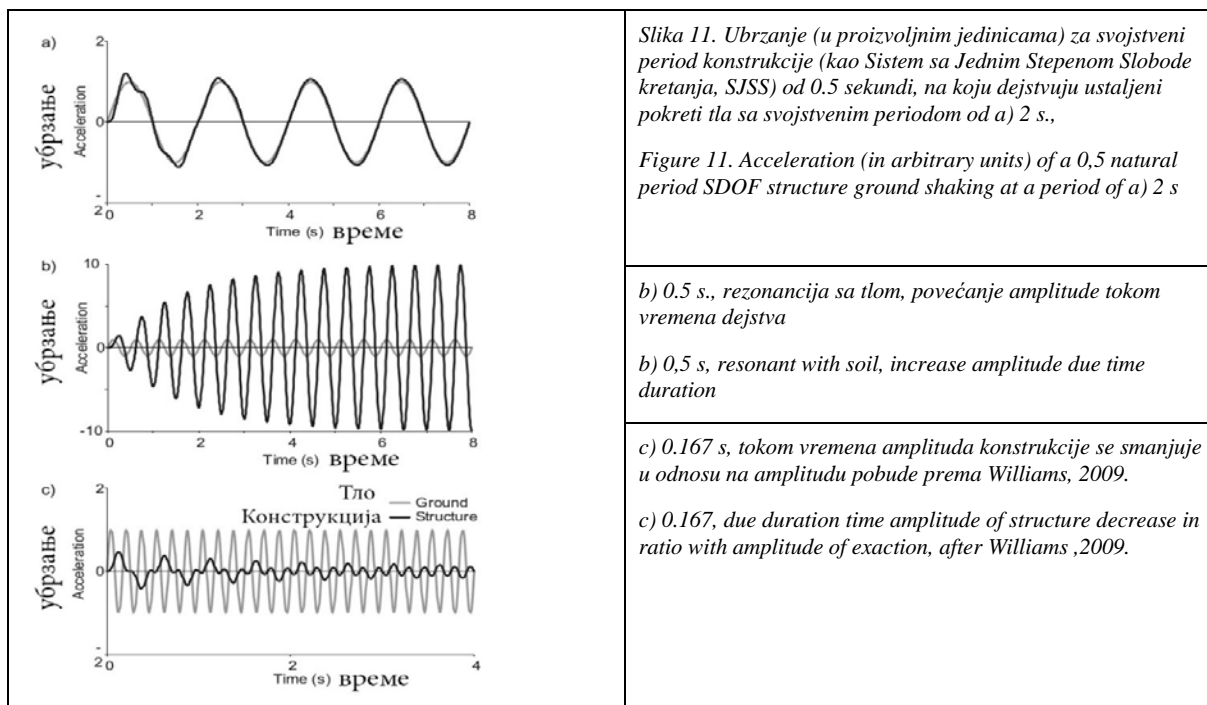 a)
2
убрзање
Acceleration
0
-
2
0 2 4 6 8
Time (s) време
b)
10
убрзање
Acceleration
0
-10
0 2 4 6 8
Time (s) време
c)
2
Тло
Ground
Конструкција
Structure
убрзање
Acceleration
0
-
2
0 2 4
Time (s) време
Slika 11. Ubrzanje (u proizvoljnim jedinicama) za svojstveni
period konstrukcije (kao Sistem sa Jednim Stepenom Slobode
kretanja, SJSS) od 0.5 sekundi, na koju dejstvuju ustaljeni
pokreti tla sa svojstvenim periodom od a) 2 s.,
Figure 11. Acceleration (in arbitrary units) of a 0,5 natural
period SDOF structure ground shaking at a period of a) 2 s
b) 0.5 s., rezonancija sa tlom, povećanje amplitude tokom
vremena dejstva
b) 0,5 s, resonant with soil, increase amplitude due time
duration
c) 0.167 s, tokom vremena amplituda konstrukcije se smanjuje
u odnosu na amplitudu pobude prema Williams, 2009.
c) 0.167, due duration time amplitude of structure decrease in
ratio with amplitude of exaction, after Williams ,2009.